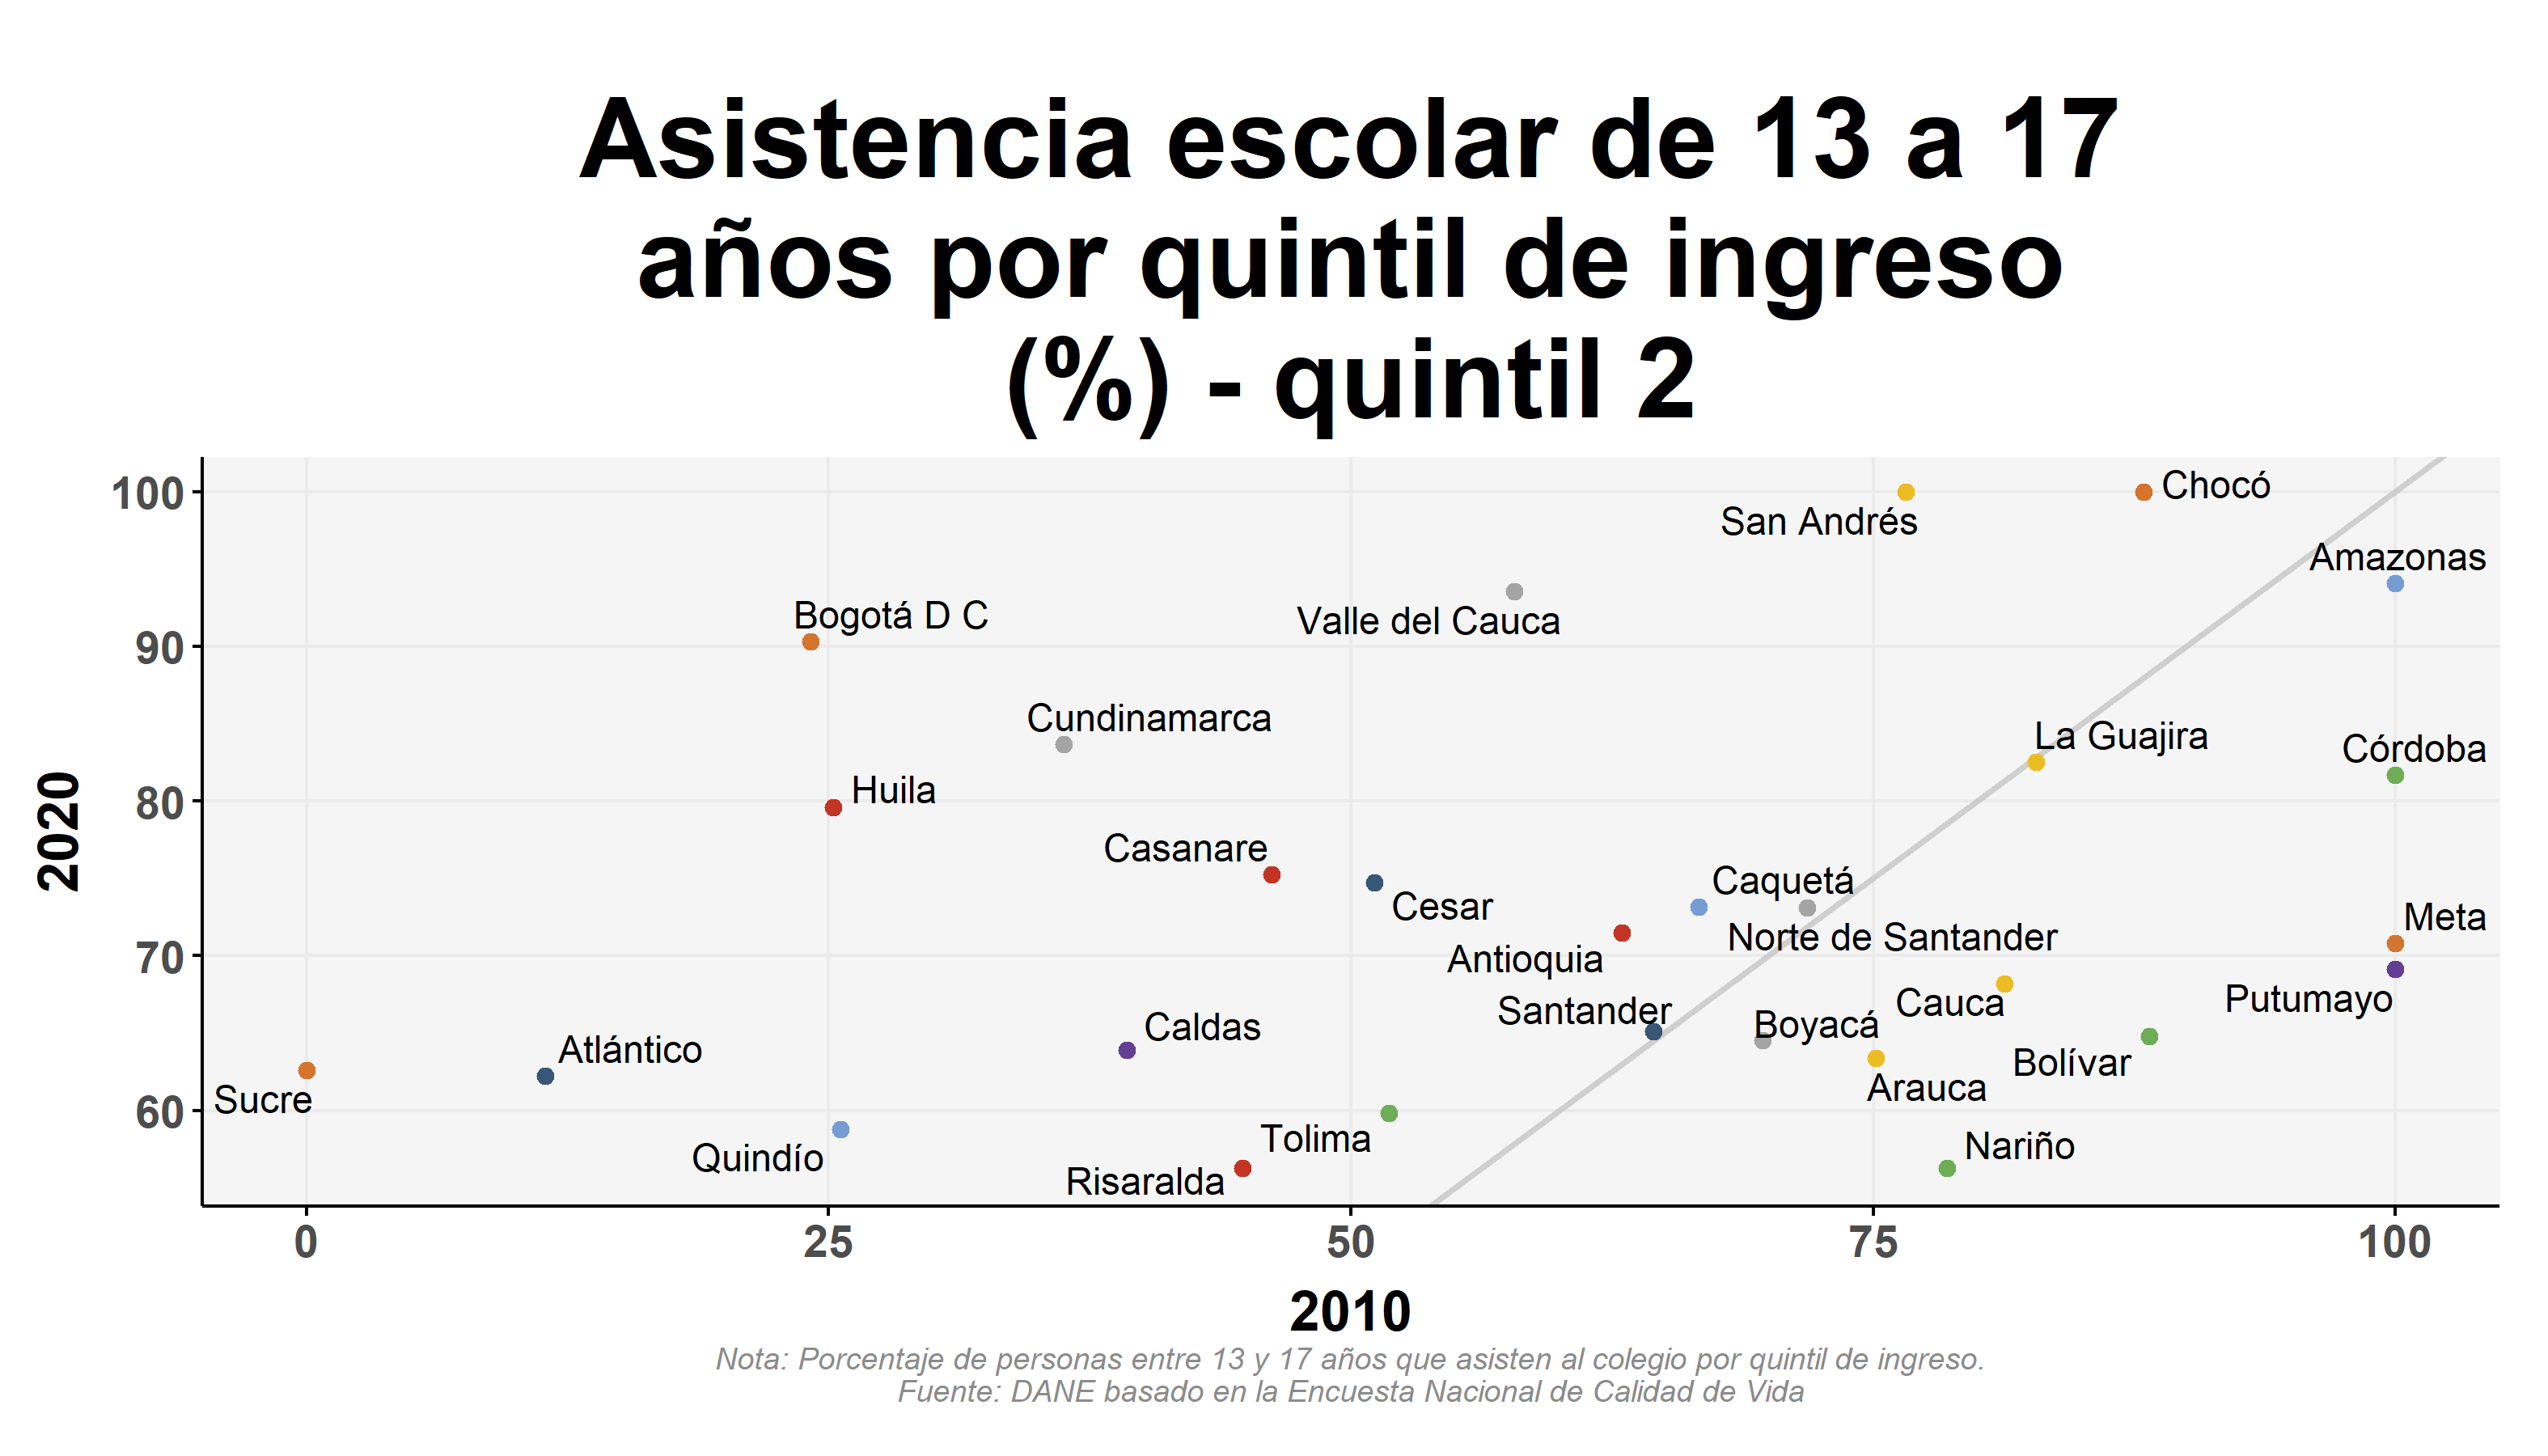 Asistencia escolar de 13 a 17
años por quintil de ingreso
(%) - quintil 2
100
Chocó
San Andrés
Amazonas
Bogotá D C
Valle del Cauca
90
Cundinamarca
La Guajira
Córdoba
Huila
80
2020
Casanare
Caquetá
Cesar
Meta
Norte de Santander
70
Antioquia
Putumayo
Cauca
Santander
Boyacá
Caldas
Atlántico
Bolívar
Arauca
Sucre
60
Tolima
Nariño
Quindío
Risaralda
0
25
50
75
100
2010
Nota: Porcentaje de personas entre 13 y 17 años que asisten al colegio por quintil de ingreso.
Fuente: DANE basado en la Encuesta Nacional de Calidad de Vida